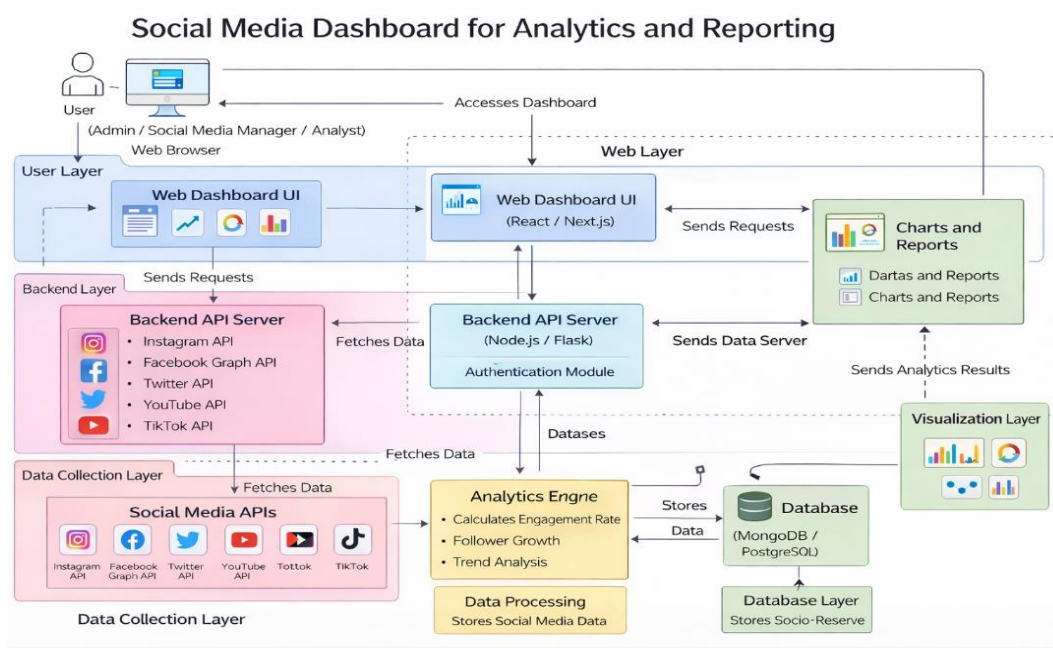 Social Media Dashboard for Analytics and Reporting
User
Accesses Dashboard
(Admin / Social Media Manager / Analyst)
Web Browser
Web Layer
User Layer
Web Dashboard UI
Web Dashboard UI
(React / Next.js)
Sends Requests
Charts and
Reports
Dartas and Reports
Charts and Reports
Sends Requests
Backend Layer
Backend API Server
Instagram API
Facebook Graph API
Twitter API
YouTube API
TikTok API
Fetches Data
Backend API Server
(Node.js / Flask)
Authentication Module
Sends Data Server
Sends Analytics Results
Visualization Layer
Datases
Fetches Data
Data Collection Layer
Fetches Data
Social Media APIs
Instagram
API
Facebook
Graph API
Twitter
API
YouTube
API
Tottok
TikTok
Data Collection Layer
Analytics Engne
Calculates Engagement Rate
Follower Growth
Trend Analysis
Stores
Data
Database
(MongoDB /
PostgreSQL)
Data Processing
Stores Social Media Data
Database Layer
Stores Socio-Reserve